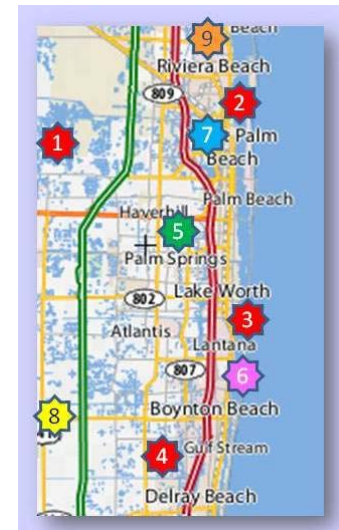 9
Beach
Riviera Beach
809
2
1
7
Palm
Beach
Palm Beach
Haverhill
5
Palm Springs
802
Lake Worth
3
Atlantis
Lantana
807
6
8
Boynton Beach
4
Gulf Stream
Delray Beach